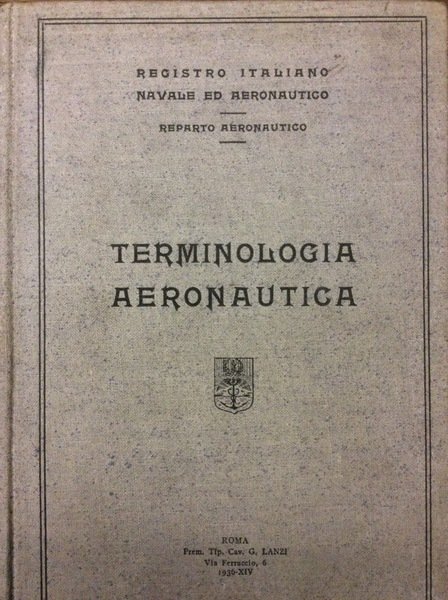 REGISTRO ITALIANO
NAVALE ED AERONAUTICO
REPARTO AERONAUTICO
TERMINOLOGIA
AERONAUTICA
ROMA
Prem. Tip. Cav. G. LANZI
Via Ferruccio, 6
1936-XIV